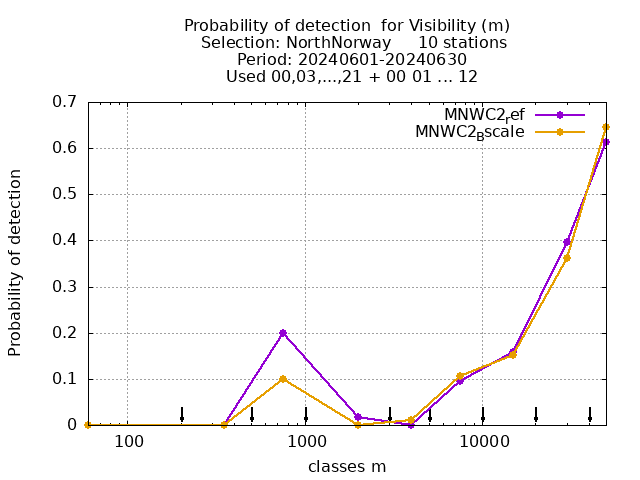 Probability of detection for Visibility (m)
Selection: NorthNorway 10 stations
Period: 20240601-20240630
Used 00,03,...,21 + 00 01 ... 12
MNWC2ref
MNWC2Bscale
Probability of detection
0.7
0.6
0.5
0.4
0.3
0.2
0.1
0
100 1000 10000
classes m